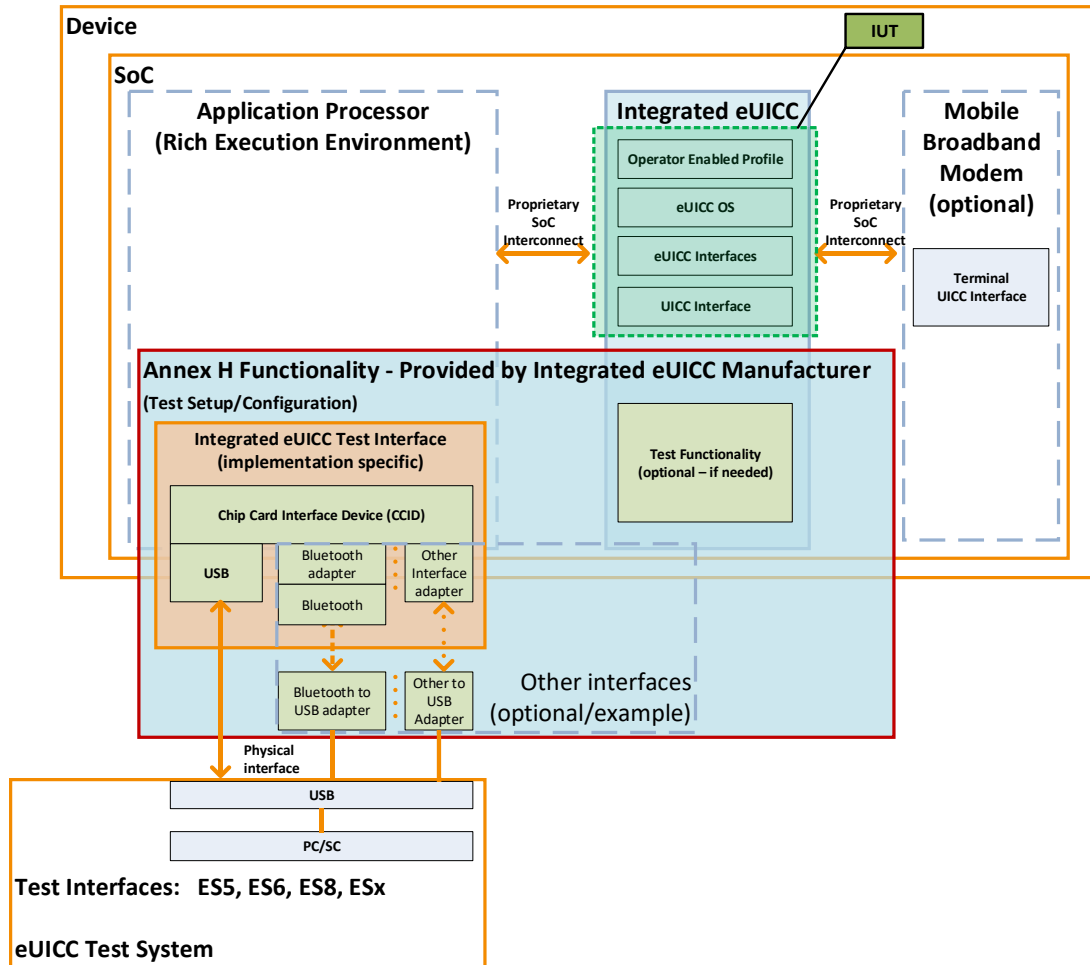 Device
IUT
SoC
Application Processor
(Rich Execution Environment)
Integrated eUICC
Mobile
Broadband
Modem
(optional)
Operator Enabled Profile
eUICC OS
eUICC Interfaces
UICC Interface
Proprietary
SoC
Interconnect
Proprietary
SoC
Interconnect
Terminal
UICC Interface
Annex H Functionality - Provided by Integrated eUICC Manufacturer
(Test Setup/Configuration)
Integrated eUICC Test Interface
(implementation specific)
Test Functionality
(optional – if needed)
Chip Card Interface Device (CCID)
USB
Bluetooth
adapter
Bluetooth
Other
Interface
adapter
Bluetooth to
USB adapter
Other to
USB
Adapter
Other interfaces
(optional/example)
Physical
interface
USB
PC/SC
Test Interfaces: ES5, ES6, ES8, ESx
eUICC Test System